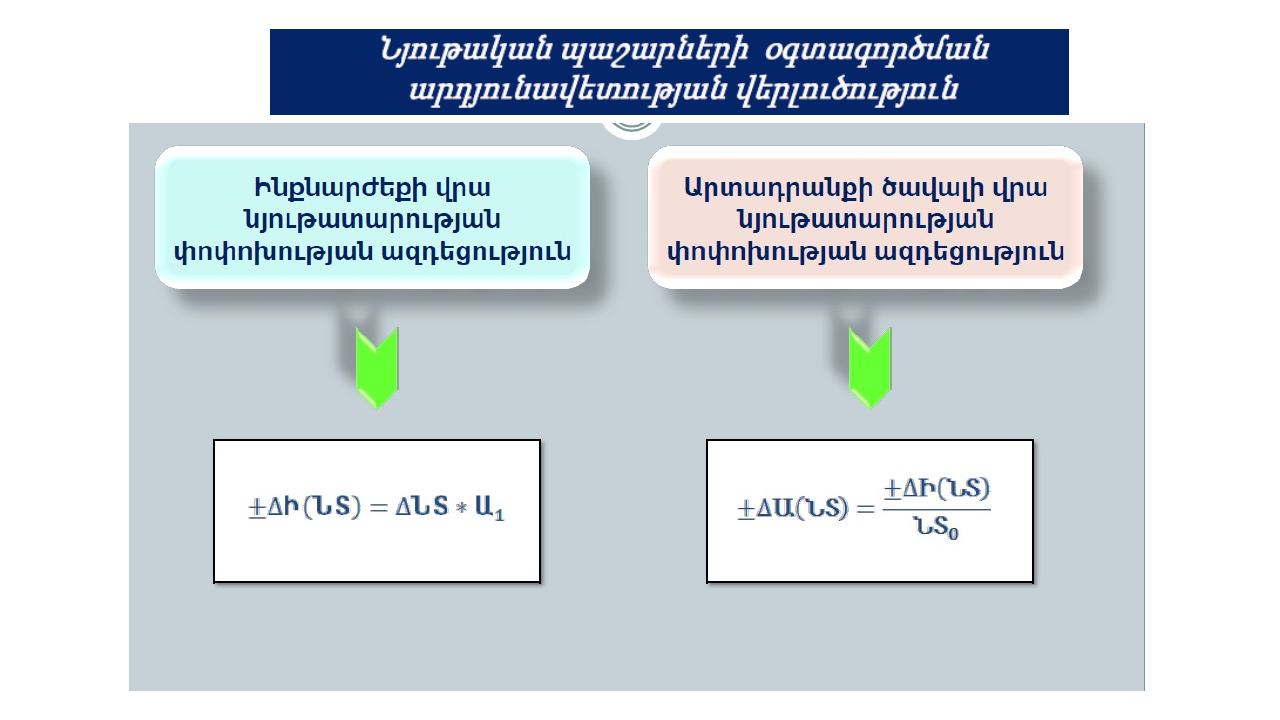 Նյութական պաշարների օգտագործման
արդյունավետության վերլուծություն
Ինքնարժեքի վրա
նյութատարության
փոփոխության ազդեցություն
Արտադրանքի ծավալի վրա
նյութատարության
փոփոխության ազդեցություն
±ΔԻ(ՆՏ) = ΔՆՏ * Ա₁
±ΔԱ(ՆՏ) = ±ΔԻ(ՆՏ)
ՆՏ₀